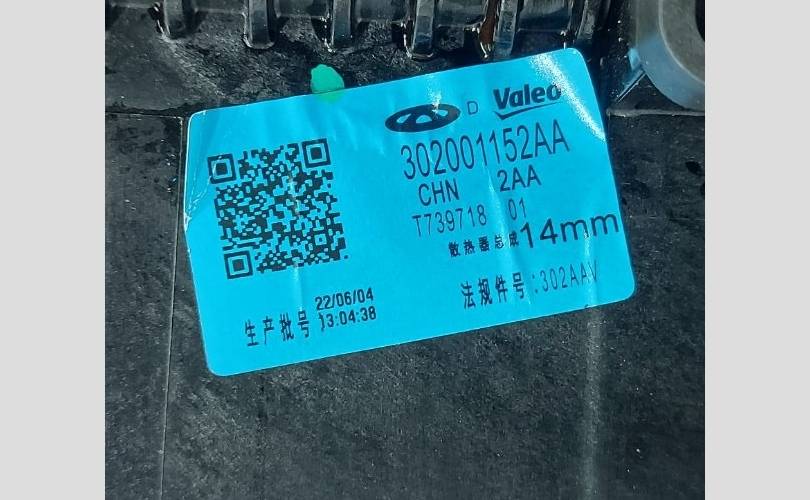 D Valeo
302001152AA
CHN 2AA
T739718 01
散热器总成14mm
法规件号:302AAV
22/06/04
生产批号 13:04:38